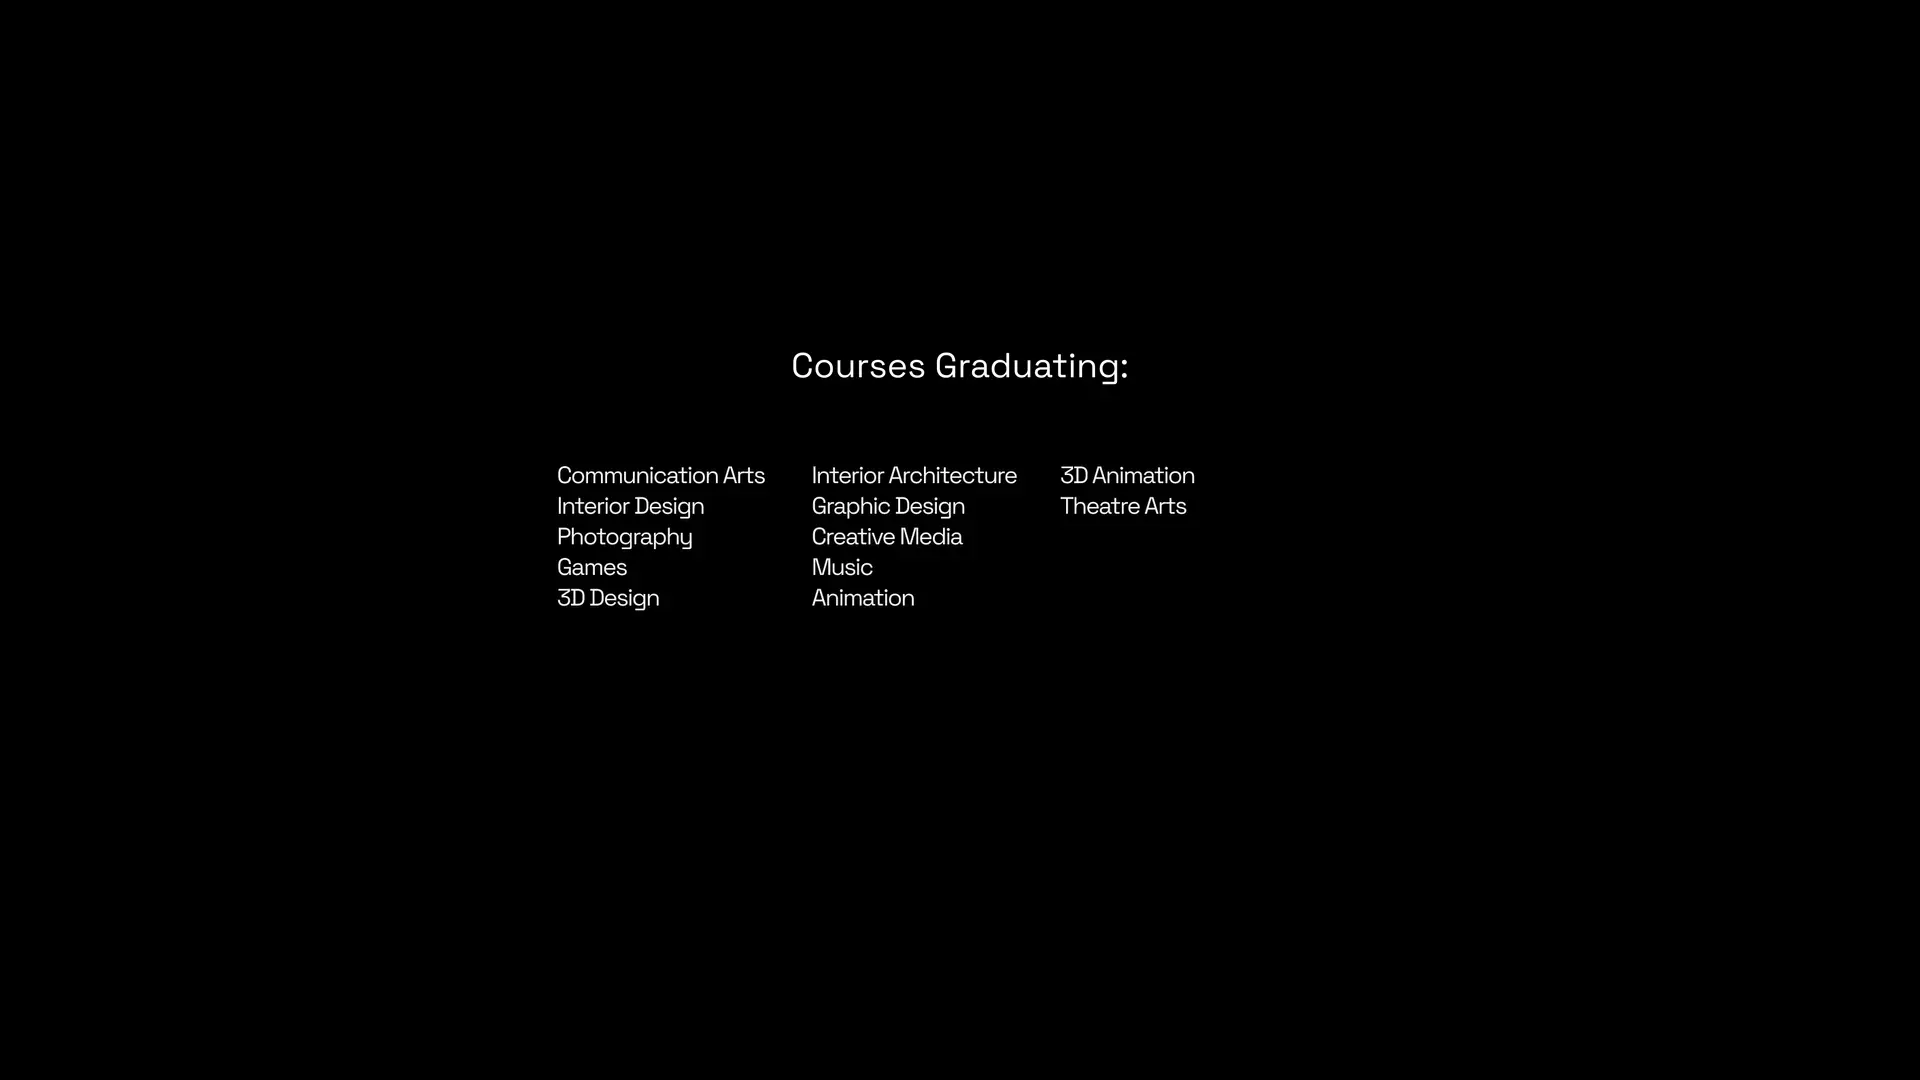 Courses Graduating:
Communication Arts
Interior Design
Photography
Games
3D Design
Interior Architecture
Graphic Design
Creative Media
Music
Animation
3D Animation
Theatre Arts